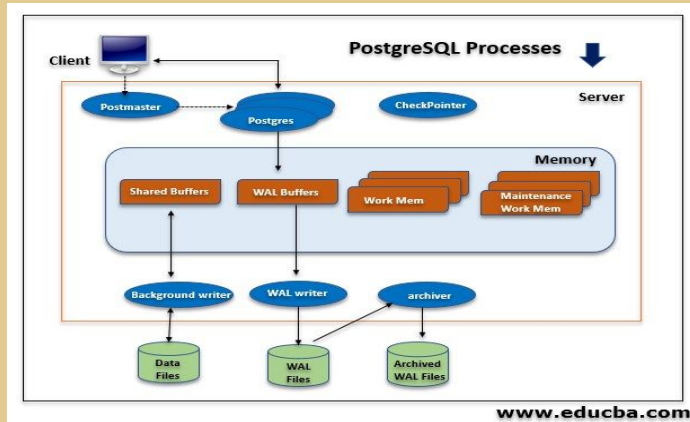 PostgreSQL Processes
Client
Server
Postmaster
Postgres
CheckPointer
Memory
Shared Buffers
WAL Buffers
Work Mem
Maintenance
Work Mem
Background writer
WAL writer
archiver
Data
Files
WAL
Files
Archived
WAL Files
www.educba.com